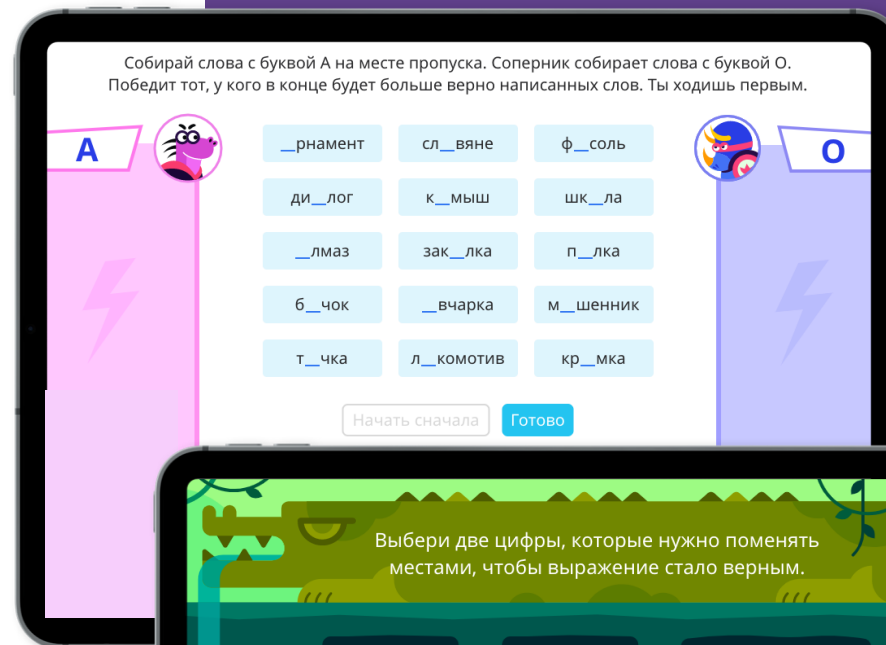 Собирай слова с буквой А на месте пропуска. Соперник собирает слова с буквой О.
Победит тот, у кого в конце будет больше верно написанных слов. Ты ходишь первым.
А
О
__рнамент сл__вяне ф__соль
ди__лог к__мыш шк__ла
__лмаз зак__лка п__лка
б__чок __вчарка м__шенник
т__чка л__комотив кр__мка
Начать сначала Готово
Выбери две цифры, которые нужно поменять
местами, чтобы выражение стало верным.